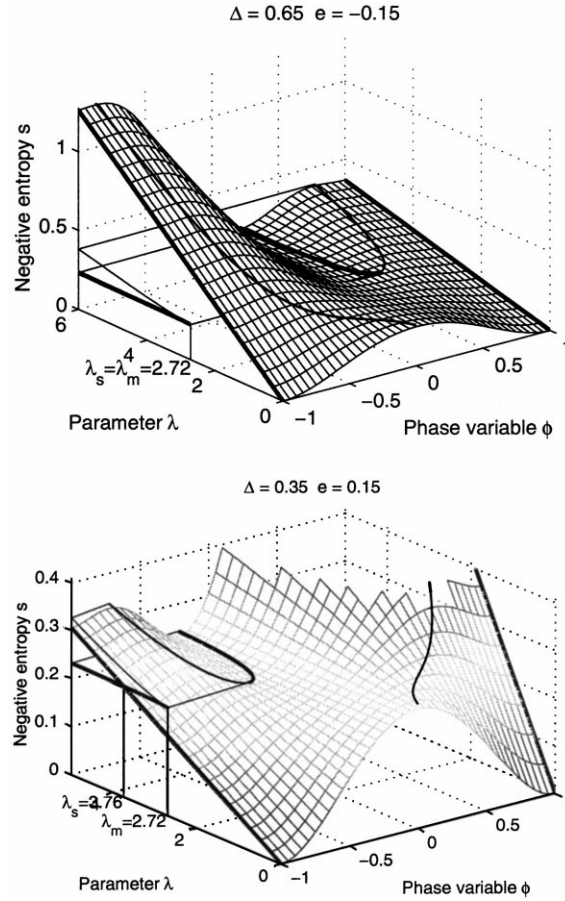 Δ = 0.65 e = −0.15
Negative entropy s
1
0.5
0
6
4
λs=λm=2.72
2
0
Parameter λ
−1
−0.5
0
0.5
Phase variable ϕ
Δ = 0.35 e = 0.15
Negative entropy s
0.4
0.3
0.2
0.1
0
λm=2.72
2
0
Parameter λ
−1
−0.5
0
0.5
Phase variable ϕ